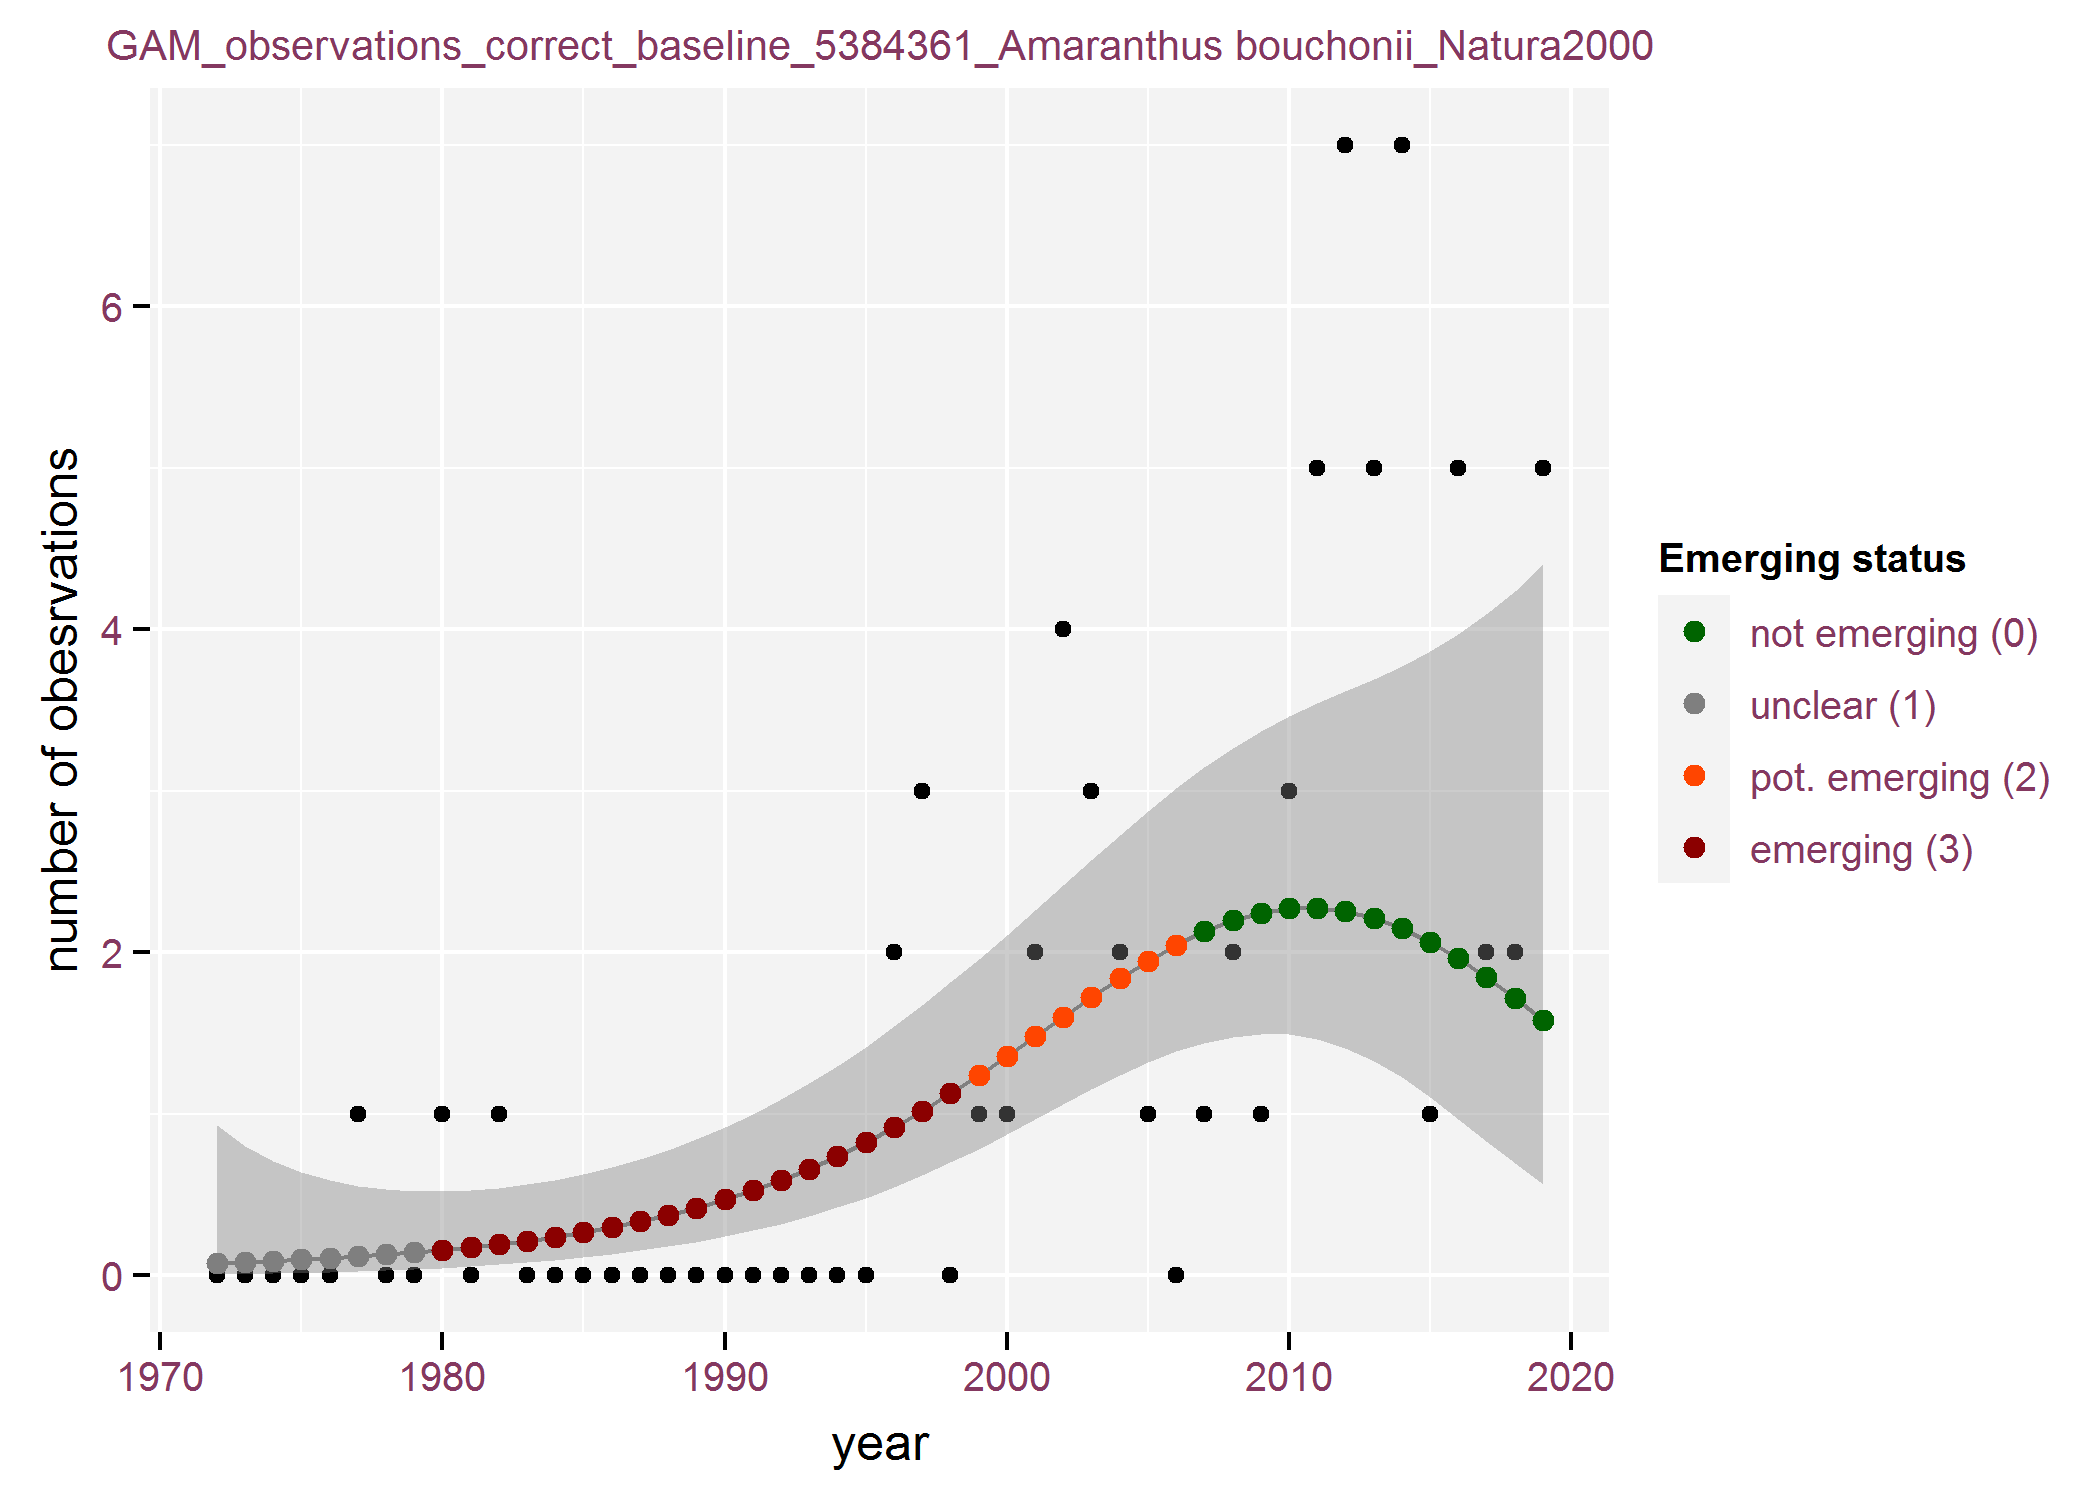 GAM_observations_correct_baseline_5384361_Amaranthus bouchonii_Natura2000
number of obesrvations
6
4
2
0
1970 1980 1990 2000 2010 2020
year
Emerging status
not emerging (0)
unclear (1)
pot. emerging (2)
emerging (3)